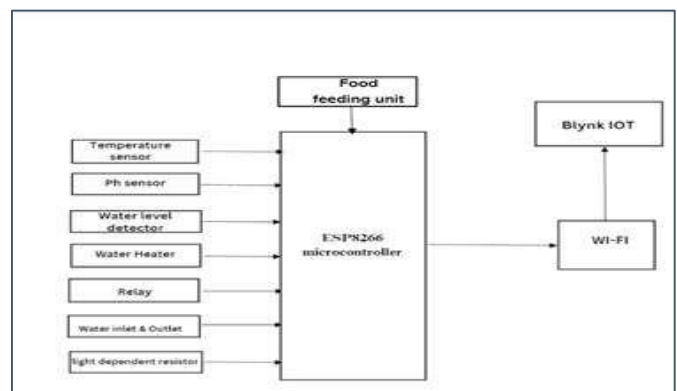 Food
feeding unit
Blynk IOT
Temperature
sensor
Ph sensor
Water level
detector
ESP8266
microcontroller
WI-FI
Water Heater
Relay
Water inlet & Outlet
light dependent resistor